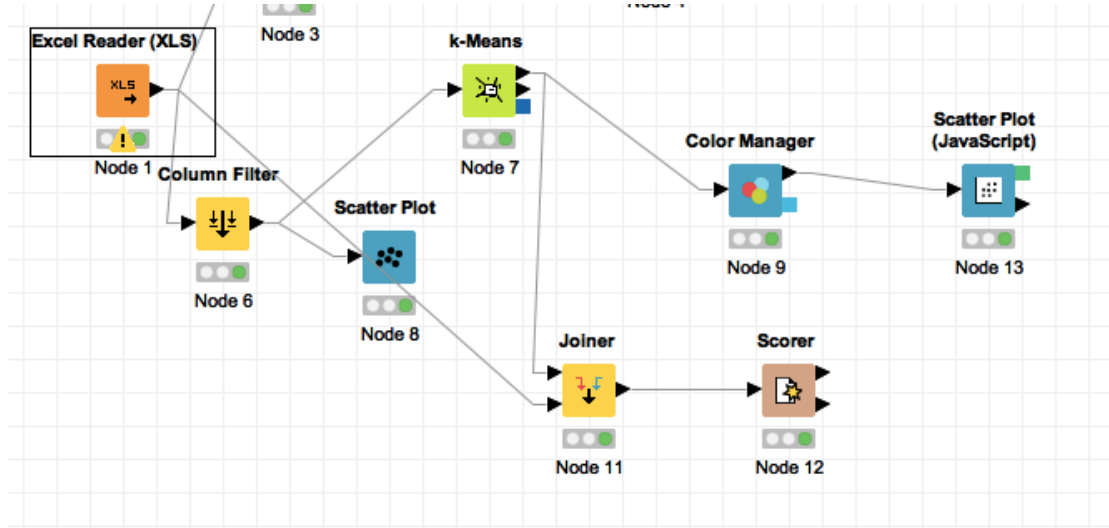 Node 3
Excel Reader (XLS)
XLS
Node 1
k-Means
Node 7
Column Filter
Node 6
Scatter Plot
Node 8
Color Manager
Node 9
Scatter Plot
(JavaScript)
Node 13
Joiner
Node 11
Scorer
Node 12